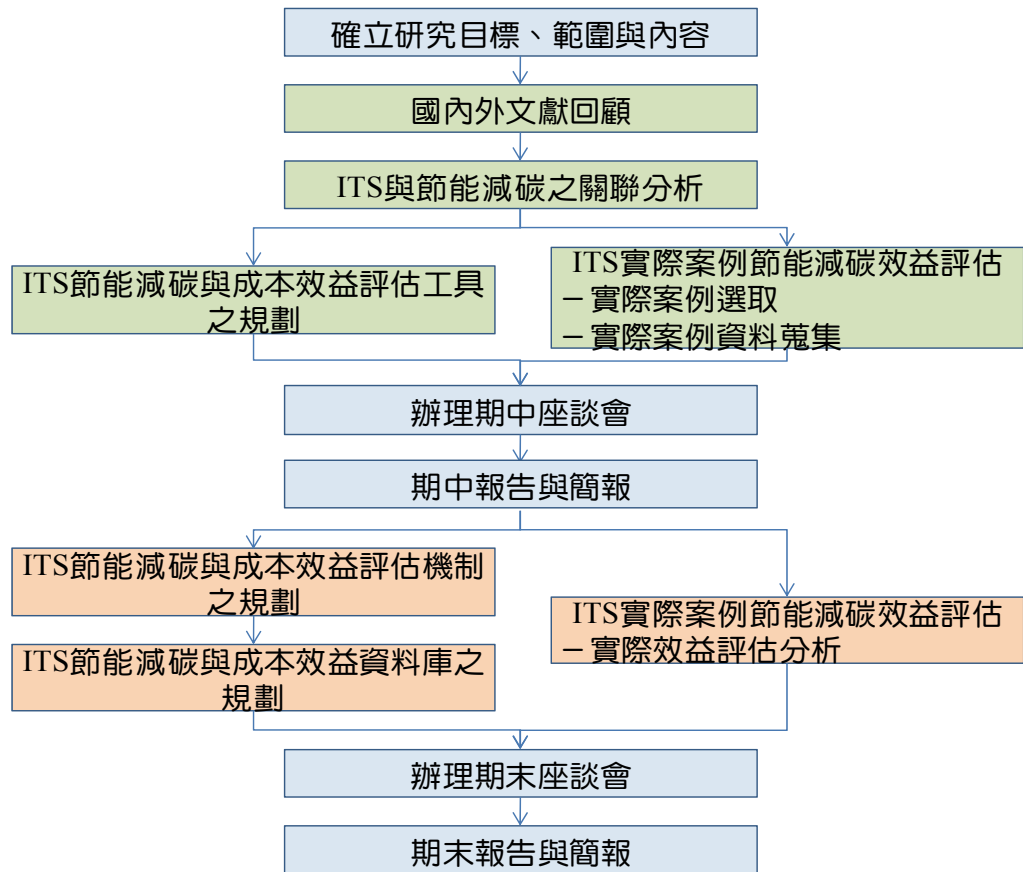 確立研究目標、範圍與內容
國內外文獻回顧
ITS與節能減碳之關聯分析
ITS節能減碳與成本效益評估工具
之規劃
ITS實際案例節能減碳效益評估
－實際案例選取
－實際案例資料蒐集
辦理期中座談會
期中報告與簡報
ITS節能減碳與成本效益評估機制
之規劃
ITS節能減碳與成本效益資料庫之
規劃
ITS實際案例節能減碳效益評估
－實際效益評估分析
辦理期末座談會
期末報告與簡報